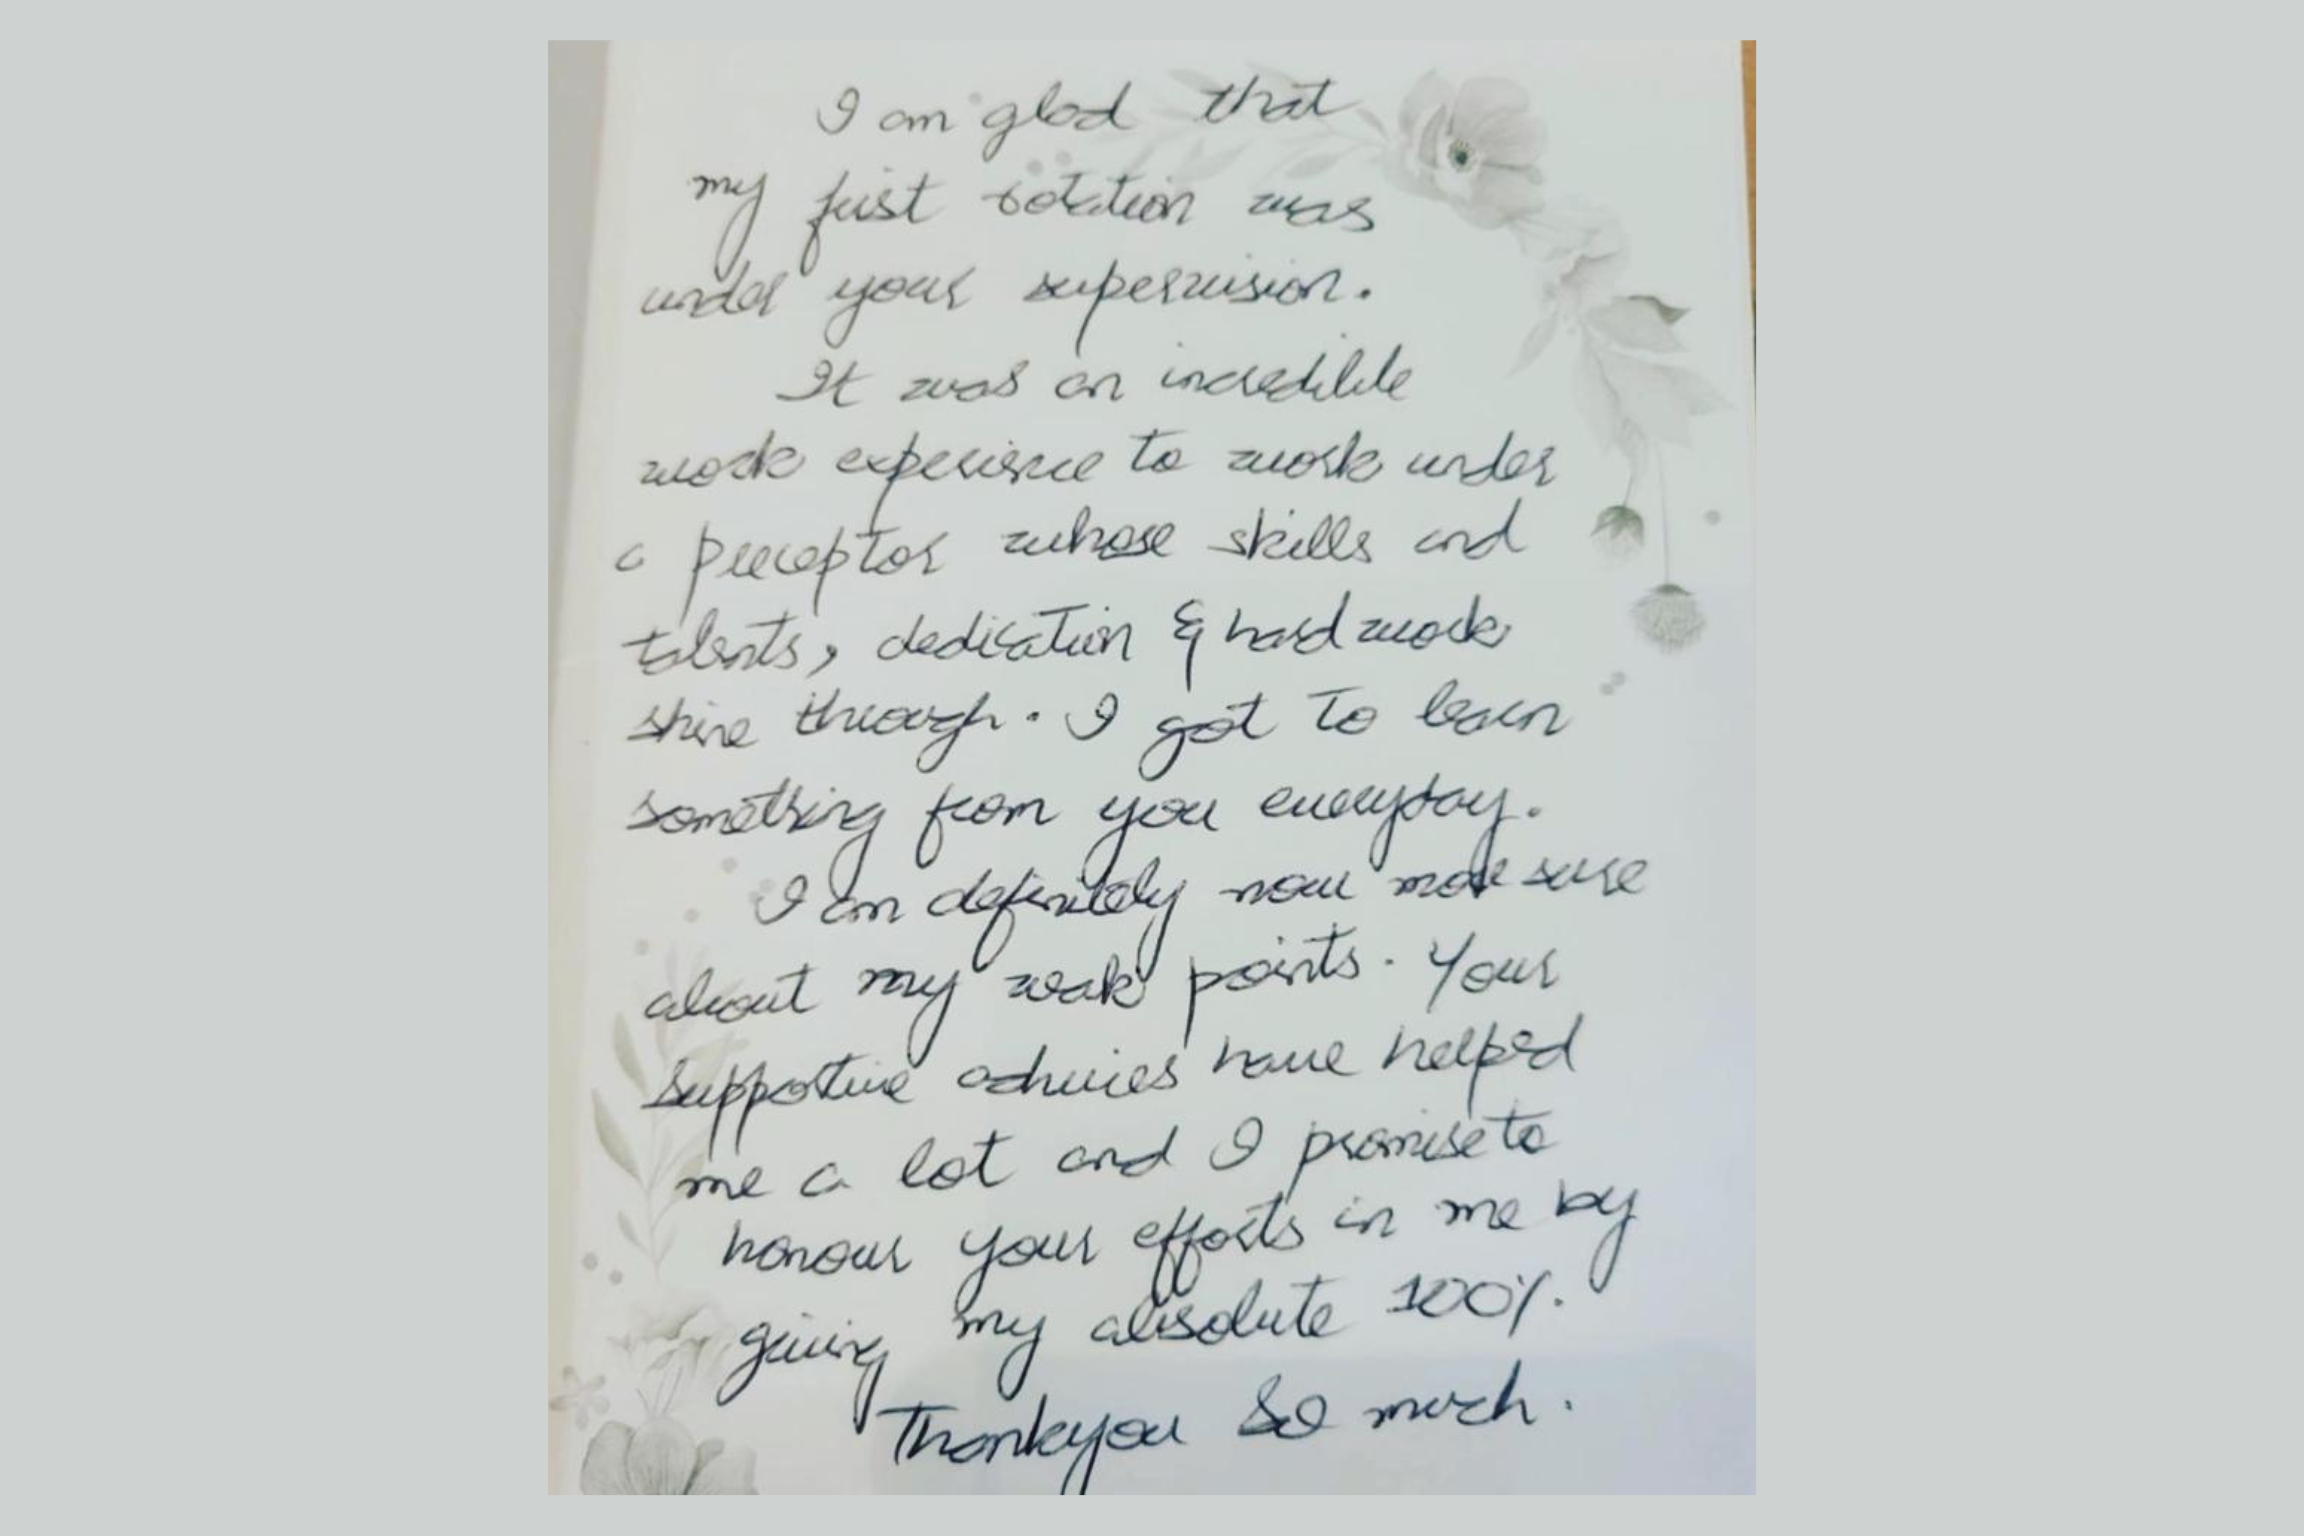 I am glad that
my first rotation was
under your supervision.
It was an incredible
work experience to work under
a preceptor whose skills and
talents, dedication & hard work
shine through. I got to learn
something from you everyday.
I am definitely now more sure
about my weak points. Your
supportive advices have helped
me a lot and I promise to
honour your efforts in me by
giving my absolute 100%.
Thankyou so much.